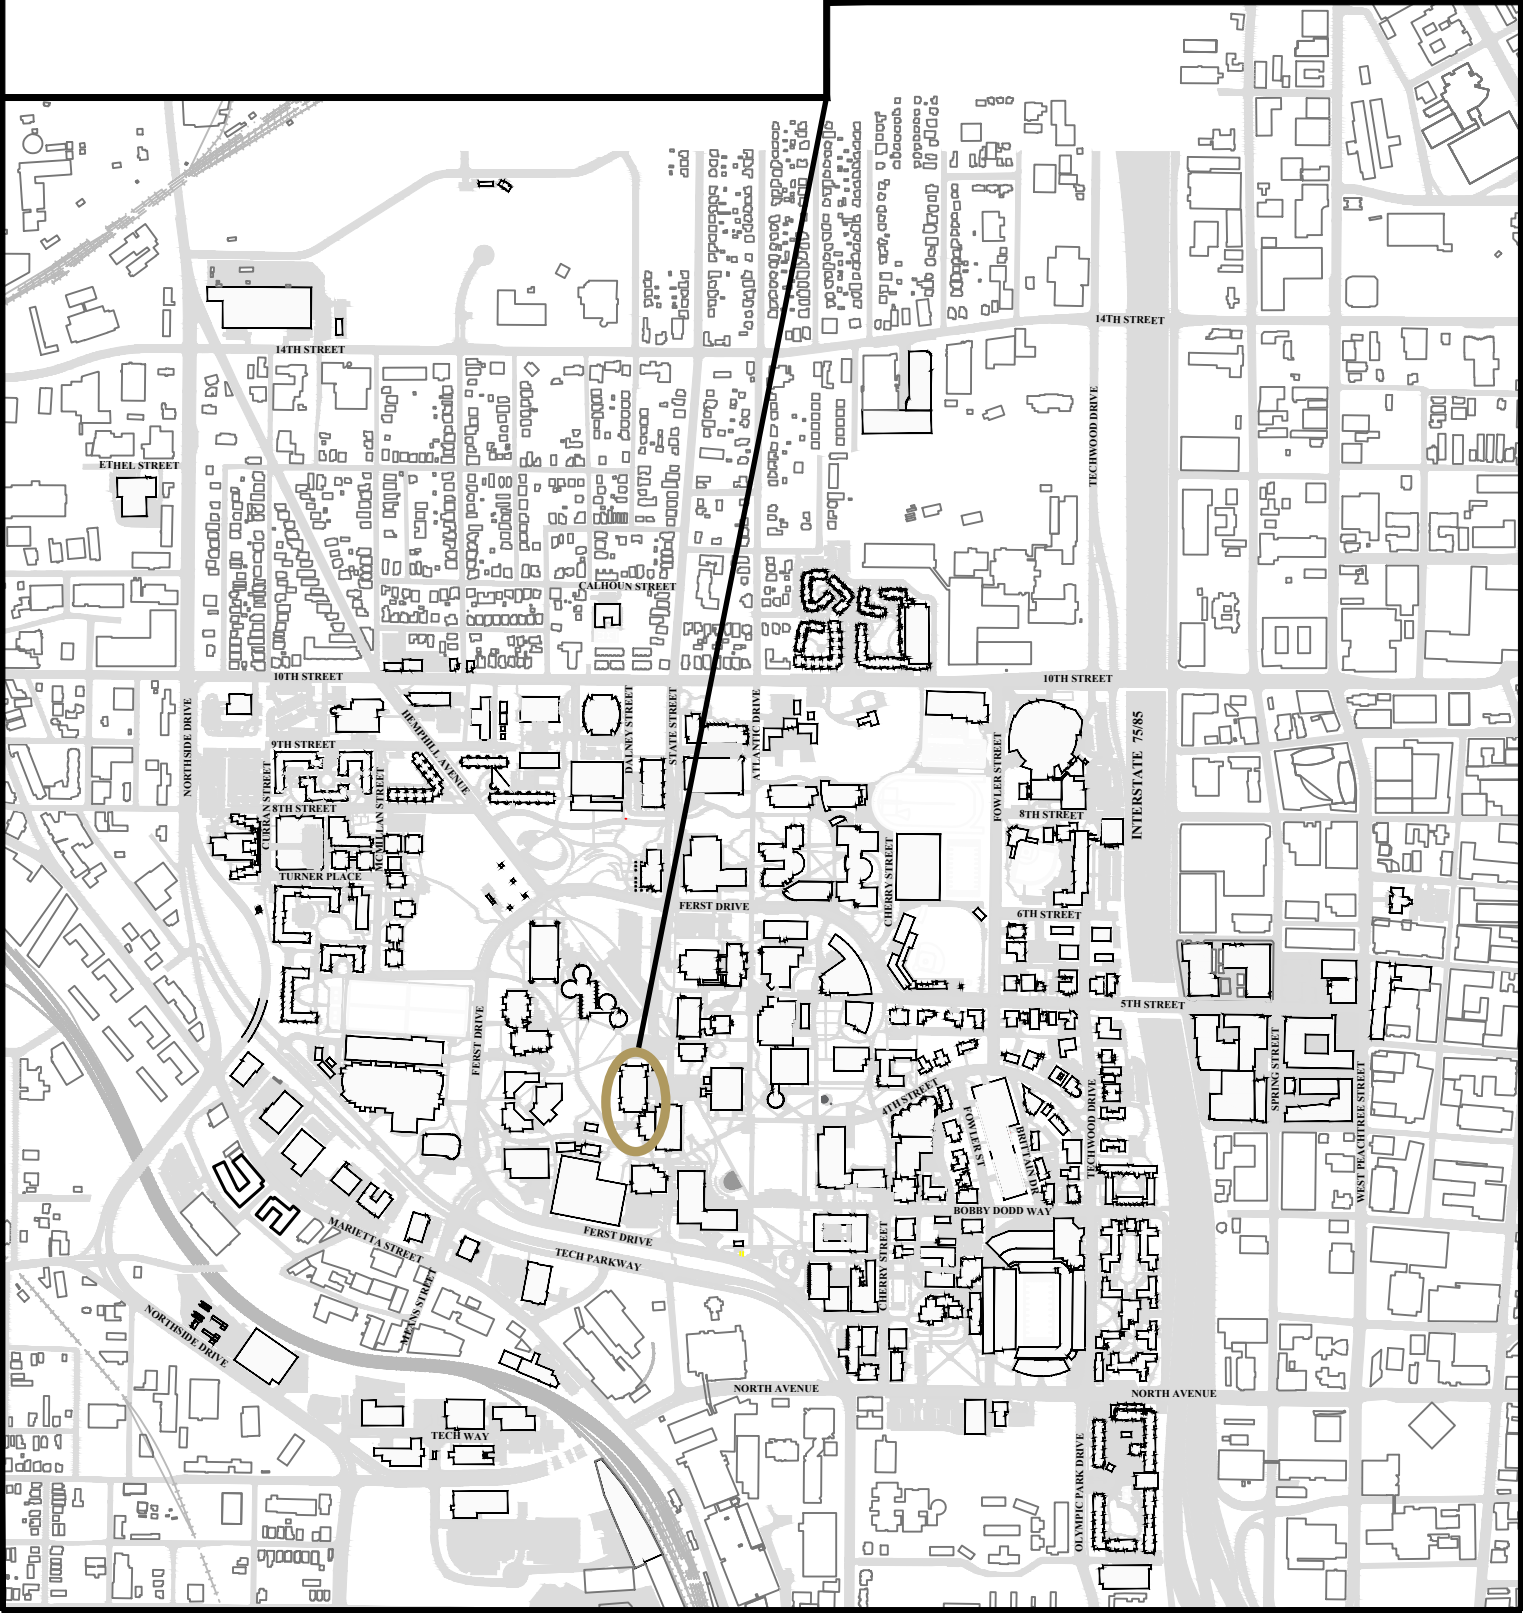 14TH STREET
14TH STREET
TECHWOOD DRIVE
ETHEL STREET
CALHOUN STREET
10TH STREET
10TH STREET
NORTHSIDE DRIVE
HEMPHILL AVENUE
DALNEY STREET
STATE STREET
ATLANTIC DRIVE
FOWLER STREET
INTERSTATE 75/85
9TH STREET
CURRAN STREET
MCMILLAN STREET
8TH STREET
8TH STREET
TURNER PLACE
CHERRY STREET
FERST DRIVE
6TH STREET
5TH STREET
FERST DRIVE
SPRING STREET
WEST PEACHTREE STREET
4TH STREET
FOWLER ST
BRITTAIN DR
TECHWOOD DRIVE
BOBBY DODD WAY
MARIETTA STREET
FERST DRIVE
TECH PARKWAY
CHERRY STREET
MEANS STREET
NORTHSIDE DRIVE
NORTH AVENUE
NORTH AVENUE
TECH WAY
OLYMPIC PARK DRIVE